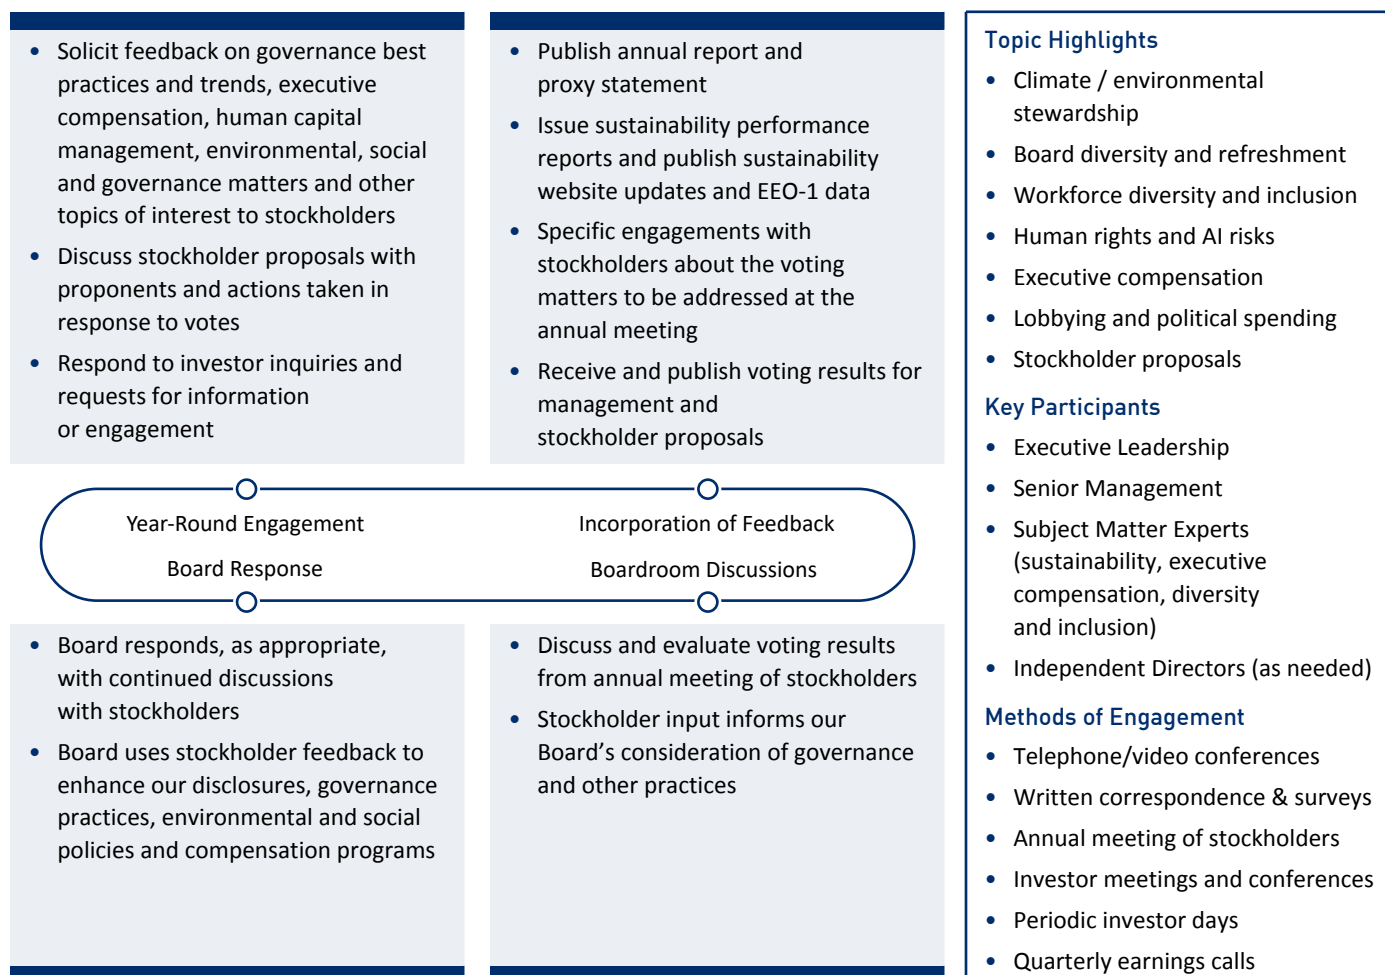 • Solicit feedback on governance best
practices and trends, executive
compensation, human capital
management, environmental, social
and governance matters and other
topics of interest to stockholders
• Discuss stockholder proposals with
proponents and actions taken in
response to votes
• Respond to investor inquiries and
requests for information
or engagement
• Publish annual report and
proxy statement
• Issue sustainability performance
reports and publish sustainability
website updates and EEO-1 data
• Specific engagements with
stockholders about the voting
matters to be addressed at the
annual meeting
• Receive and publish voting results for
management and
stockholder proposals
Year-Round Engagement
Incorporation of Feedback
Board Response
Boardroom Discussions
• Board responds, as appropriate,
with continued discussions
with stockholders
• Board uses stockholder feedback to
enhance our disclosures, governance
practices, environmental and social
policies and compensation programs
• Discuss and evaluate voting results
from annual meeting of stockholders
• Stockholder input informs our
Board’s consideration of governance
and other practices
Topic Highlights
• Climate / environmental
stewardship
• Board diversity and refreshment
• Workforce diversity and inclusion
• Human rights and AI risks
• Executive compensation
• Lobbying and political spending
• Stockholder proposals
Key Participants
• Executive Leadership
• Senior Management
• Subject Matter Experts
(sustainability, executive
compensation, diversity
and inclusion)
• Independent Directors (as needed)
Methods of Engagement
• Telephone/video conferences
• Written correspondence & surveys
• Annual meeting of stockholders
• Investor meetings and conferences
• Periodic investor days
• Quarterly earnings calls